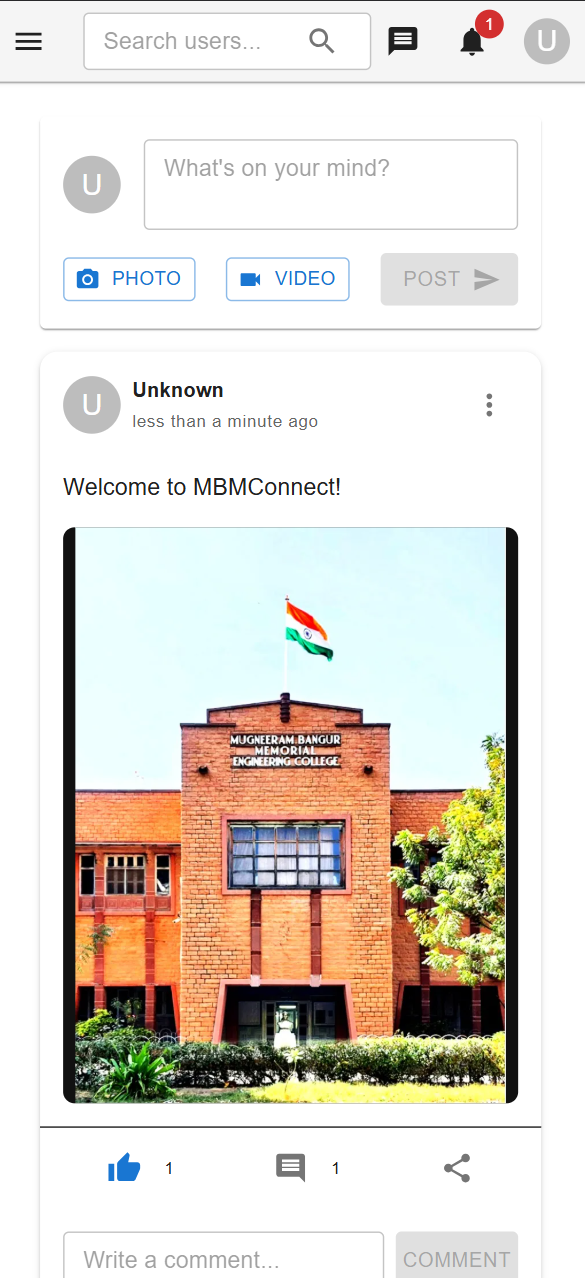 Search users...
1
U
U
What's on your mind?
PHOTO
VIDEO
POST
U
Unknown
less than a minute ago
Welcome to MBMConnect!
MUGNEERAM BANGUR
MEMORIAL
ENGINEERING COLLEGE
1
1
Write a comment...
COMMENT